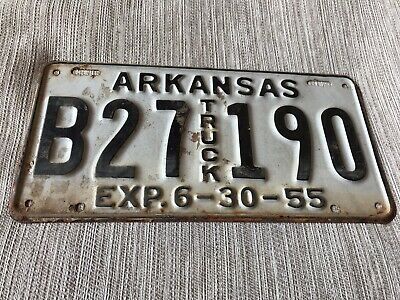 ARKANSAS
B27 TRUCK 190
EXP. 6-30-55